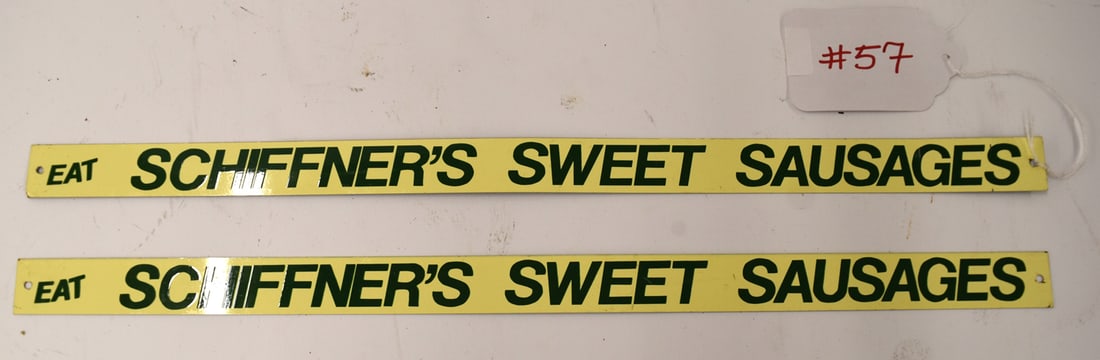 #57
EAT SCHIFFNER'S SWEET SAUSAGES
EAT SCHIFFNER'S SWEET SAUSAGES